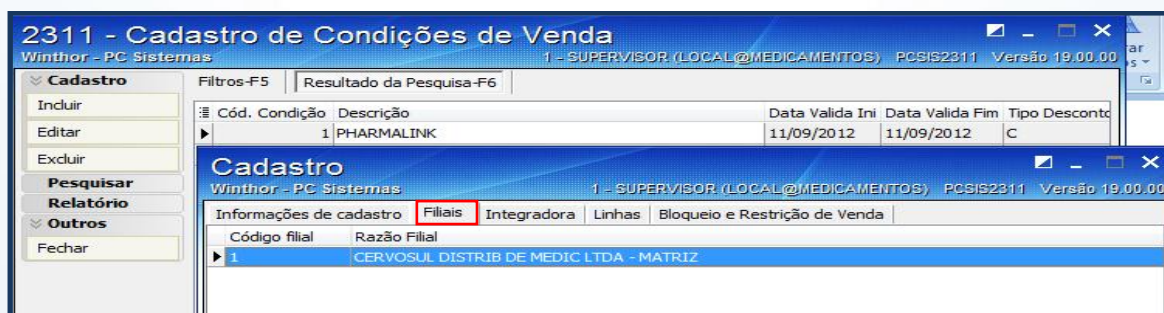 2311 - Cadastro de Condições de Venda
Winthor - PC Sistemas 1 - SUPERVISOR (LOCAL@MEDICAMENTOS) PCSIS2311 Versão 19.00.00
Cadastro
Incluir
Editar
Excluir
Pesquisar
Relatório
Outros
Fechar
Filtros-F5 Resultado da Pesquisa-F6
Cód. Condição Descrição Data Valida Ini Data Valida Fim Tipo Desconto
1 PHARMALINK 11/09/2012 11/09/2012 C
Cadastro
Winthor - PC Sistemas 1 - SUPERVISOR (LOCAL@MEDICAMENTOS) PCSIS2311 Versão 19.00.00
Informações de cadastro Filiais Integradora Linhas Bloqueio e Restrição de Venda
Código filial Razão Filial
1 CERVOSUL DISTRIB DE MEDIC LTDA - MATRIZ